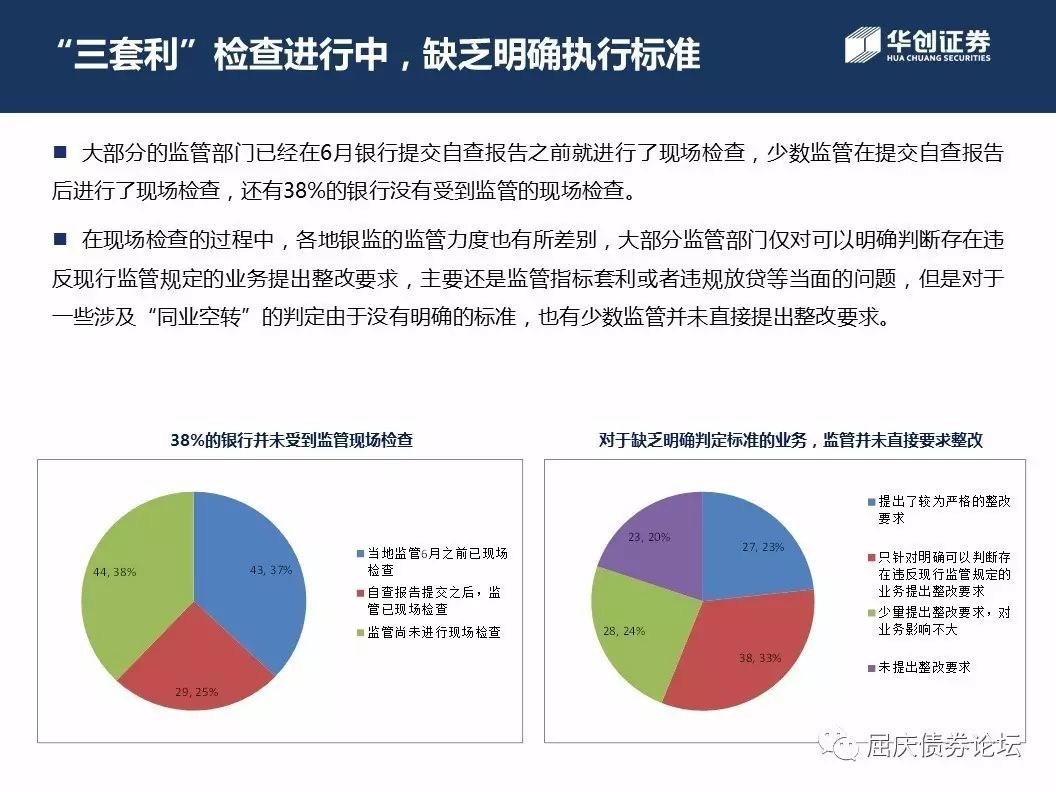 “三套利”检查进行中，缺乏明确执行标准
华创证券
HUA CHUANG SECURITIES
■ 大部分的监管部门已经在6月银行提交自查报告之前就进行了现场检查，少数监管在提交自查报告
后进行了现场检查，还有38%的银行没有受到监管的现场检查。
■ 在现场检查的过程中，各地银监的监管力度也有所差别，大部分监管部门仅对可以明确判断存在违
反现行监管规定的业务提出整改要求，主要还是监管指标套利或者违规放贷等当面的问题，但是对于
一些涉及“同业空转”的判定由于没有明确的标准，也有少数监管并未直接提出整改要求。
38%的银行并未受到监管现场检查
44, 38%
43, 37%
29, 25%
当地监管6月之前已现场
检查
自查报告提交之后，监
管已现场检查
监管尚未进行现场检查
对于缺乏明确判定标准的业务，监管并未直接要求整改
23, 20%
27, 23%
28, 24%
38, 33%
提出了较为严格的整改
要求
只针对明确可以判断存
在违反现行监管规定的
业务提出整改要求
少量提出整改要求，对
业务影响不大
未提出整改要求
屈庆债券论坛